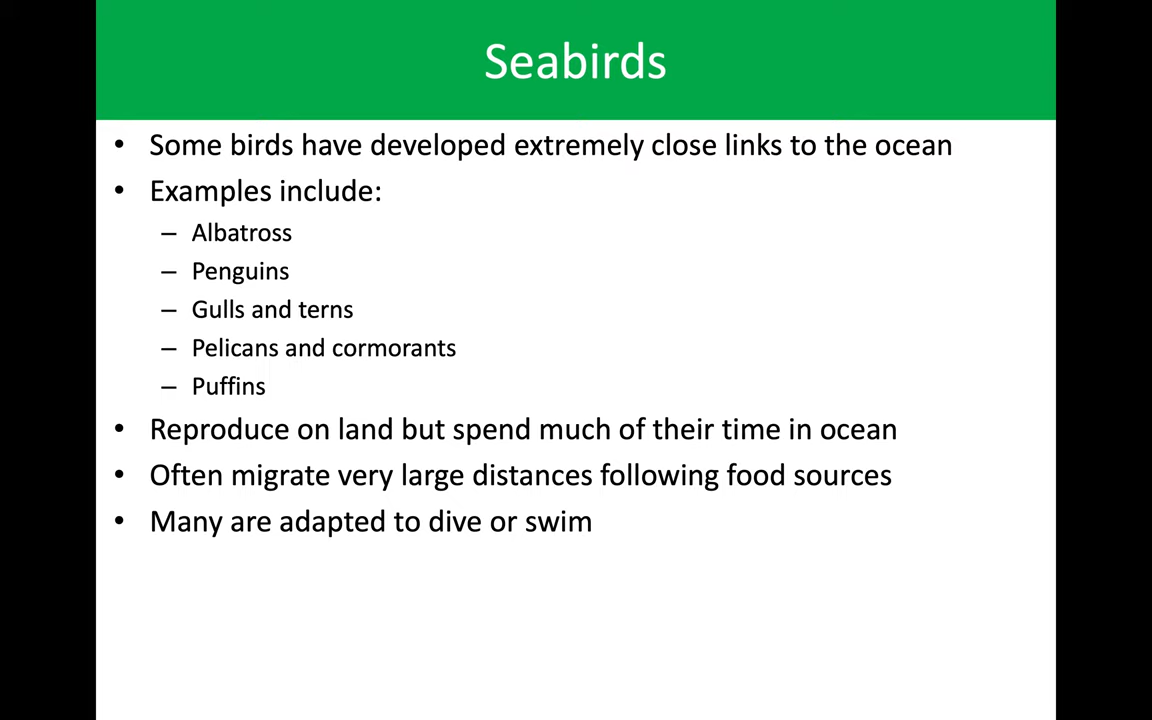 Seabirds
• Some birds have developed extremely close links to the ocean
• Examples include:
– Albatross
– Penguins
– Gulls and terns
– Pelicans and cormorants
– Puffins
• Reproduce on land but spend much of their time in ocean
• Often migrate very large distances following food sources
• Many are adapted to dive or swim